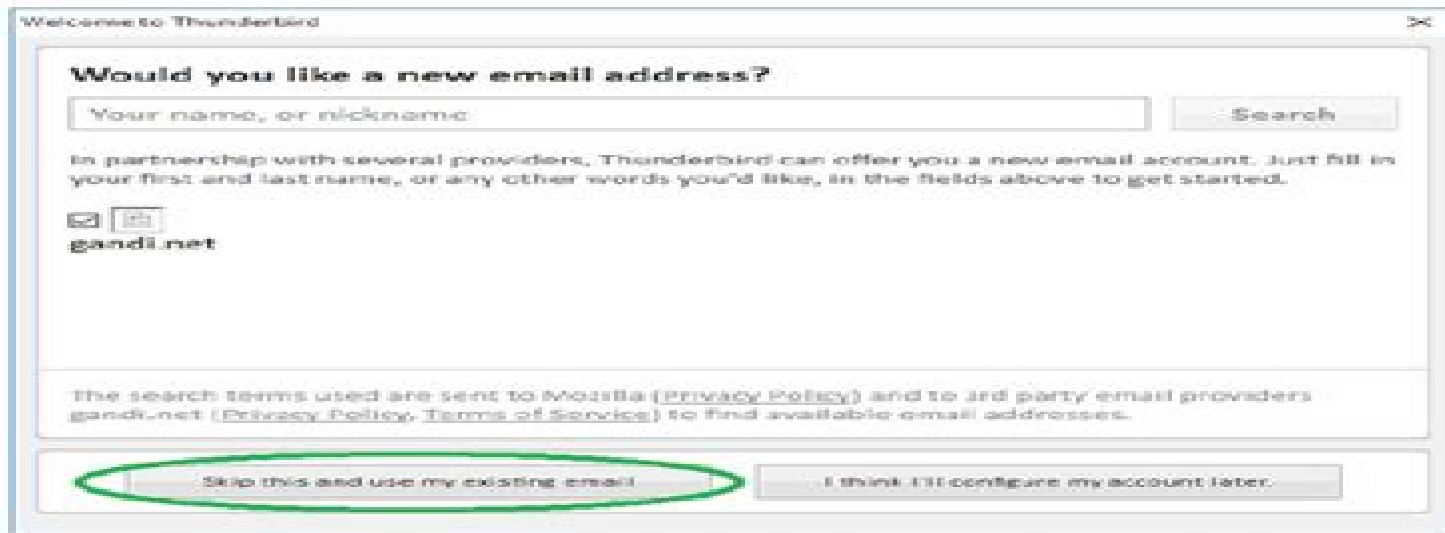 Welcome to Thunderbird
Would you like a new email address?
Your name, or nickname
Search
In partnership with several providers, Thunderbird can offer you a new email account. Just fill in
your first and last name, or any other words you'd like, in the fields above to get started.
gandi.net
The search terms used are sent to Mozilla (Privacy Policy) and to 3rd party email providers
gandi.net (Privacy Policy, Terms of Service) to find available email addresses.
Skip this and use my existing email
I think I'll configure my account later.